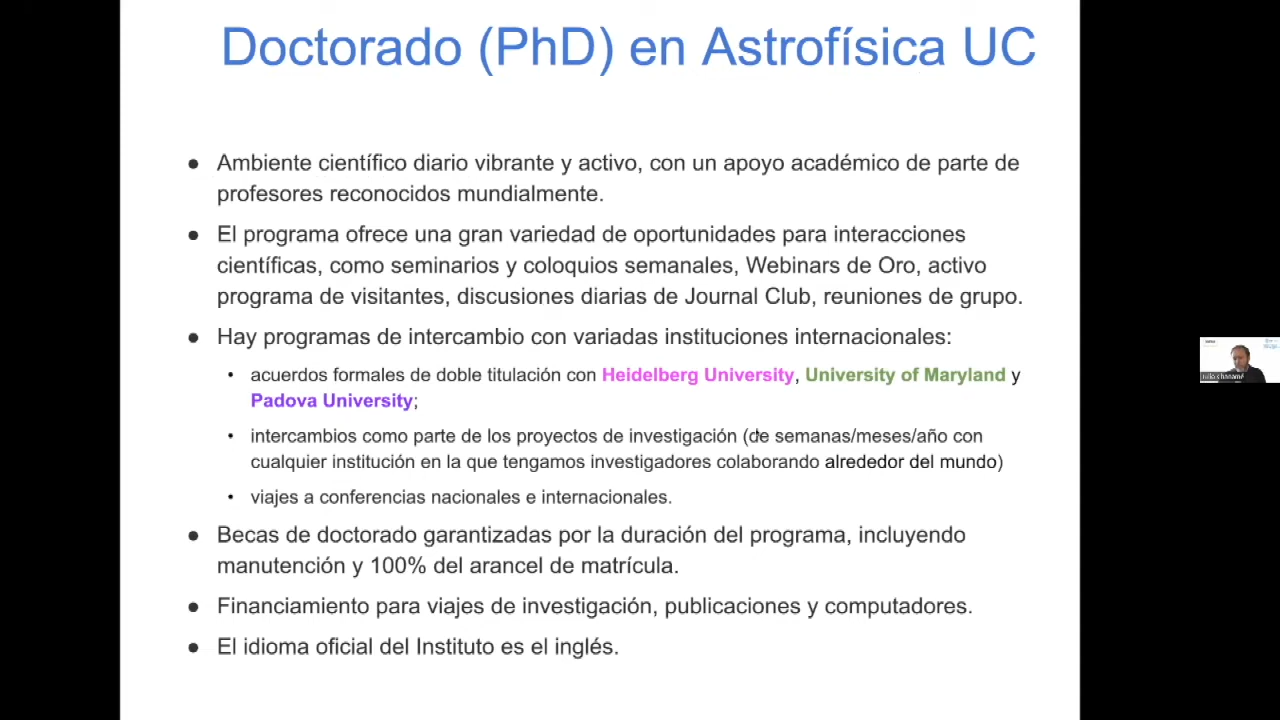 Doctorado (PhD) en Astrofísica UC
● Ambiente científico diario vibrante y activo, con un apoyo académico de parte de
profesores reconocidos mundialmente.
● El programa ofrece una gran variedad de oportunidades para interacciones
científicas, como seminarios y coloquios semanales, Webinars de Oro, activo
programa de visitantes, discusiones diarias de Journal Club, reuniones de grupo.
● Hay programas de intercambio con variadas instituciones internacionales:
• acuerdos formales de doble titulación con Heidelberg University, University of Maryland y
Padova University;
• intercambios como parte de los proyectos de investigación (de semanas/meses/año con
cualquier institución en la que tengamos investigadores colaborando alrededor del mundo)
• viajes a conferencias nacionales e internacionales.
● Becas de doctorado garantizadas por la duración del programa, incluyendo
manutención y 100% del arancel de matrícula.
● Financiamiento para viajes de investigación, publicaciones y computadores.
● El idioma oficial del Instituto es el inglés.